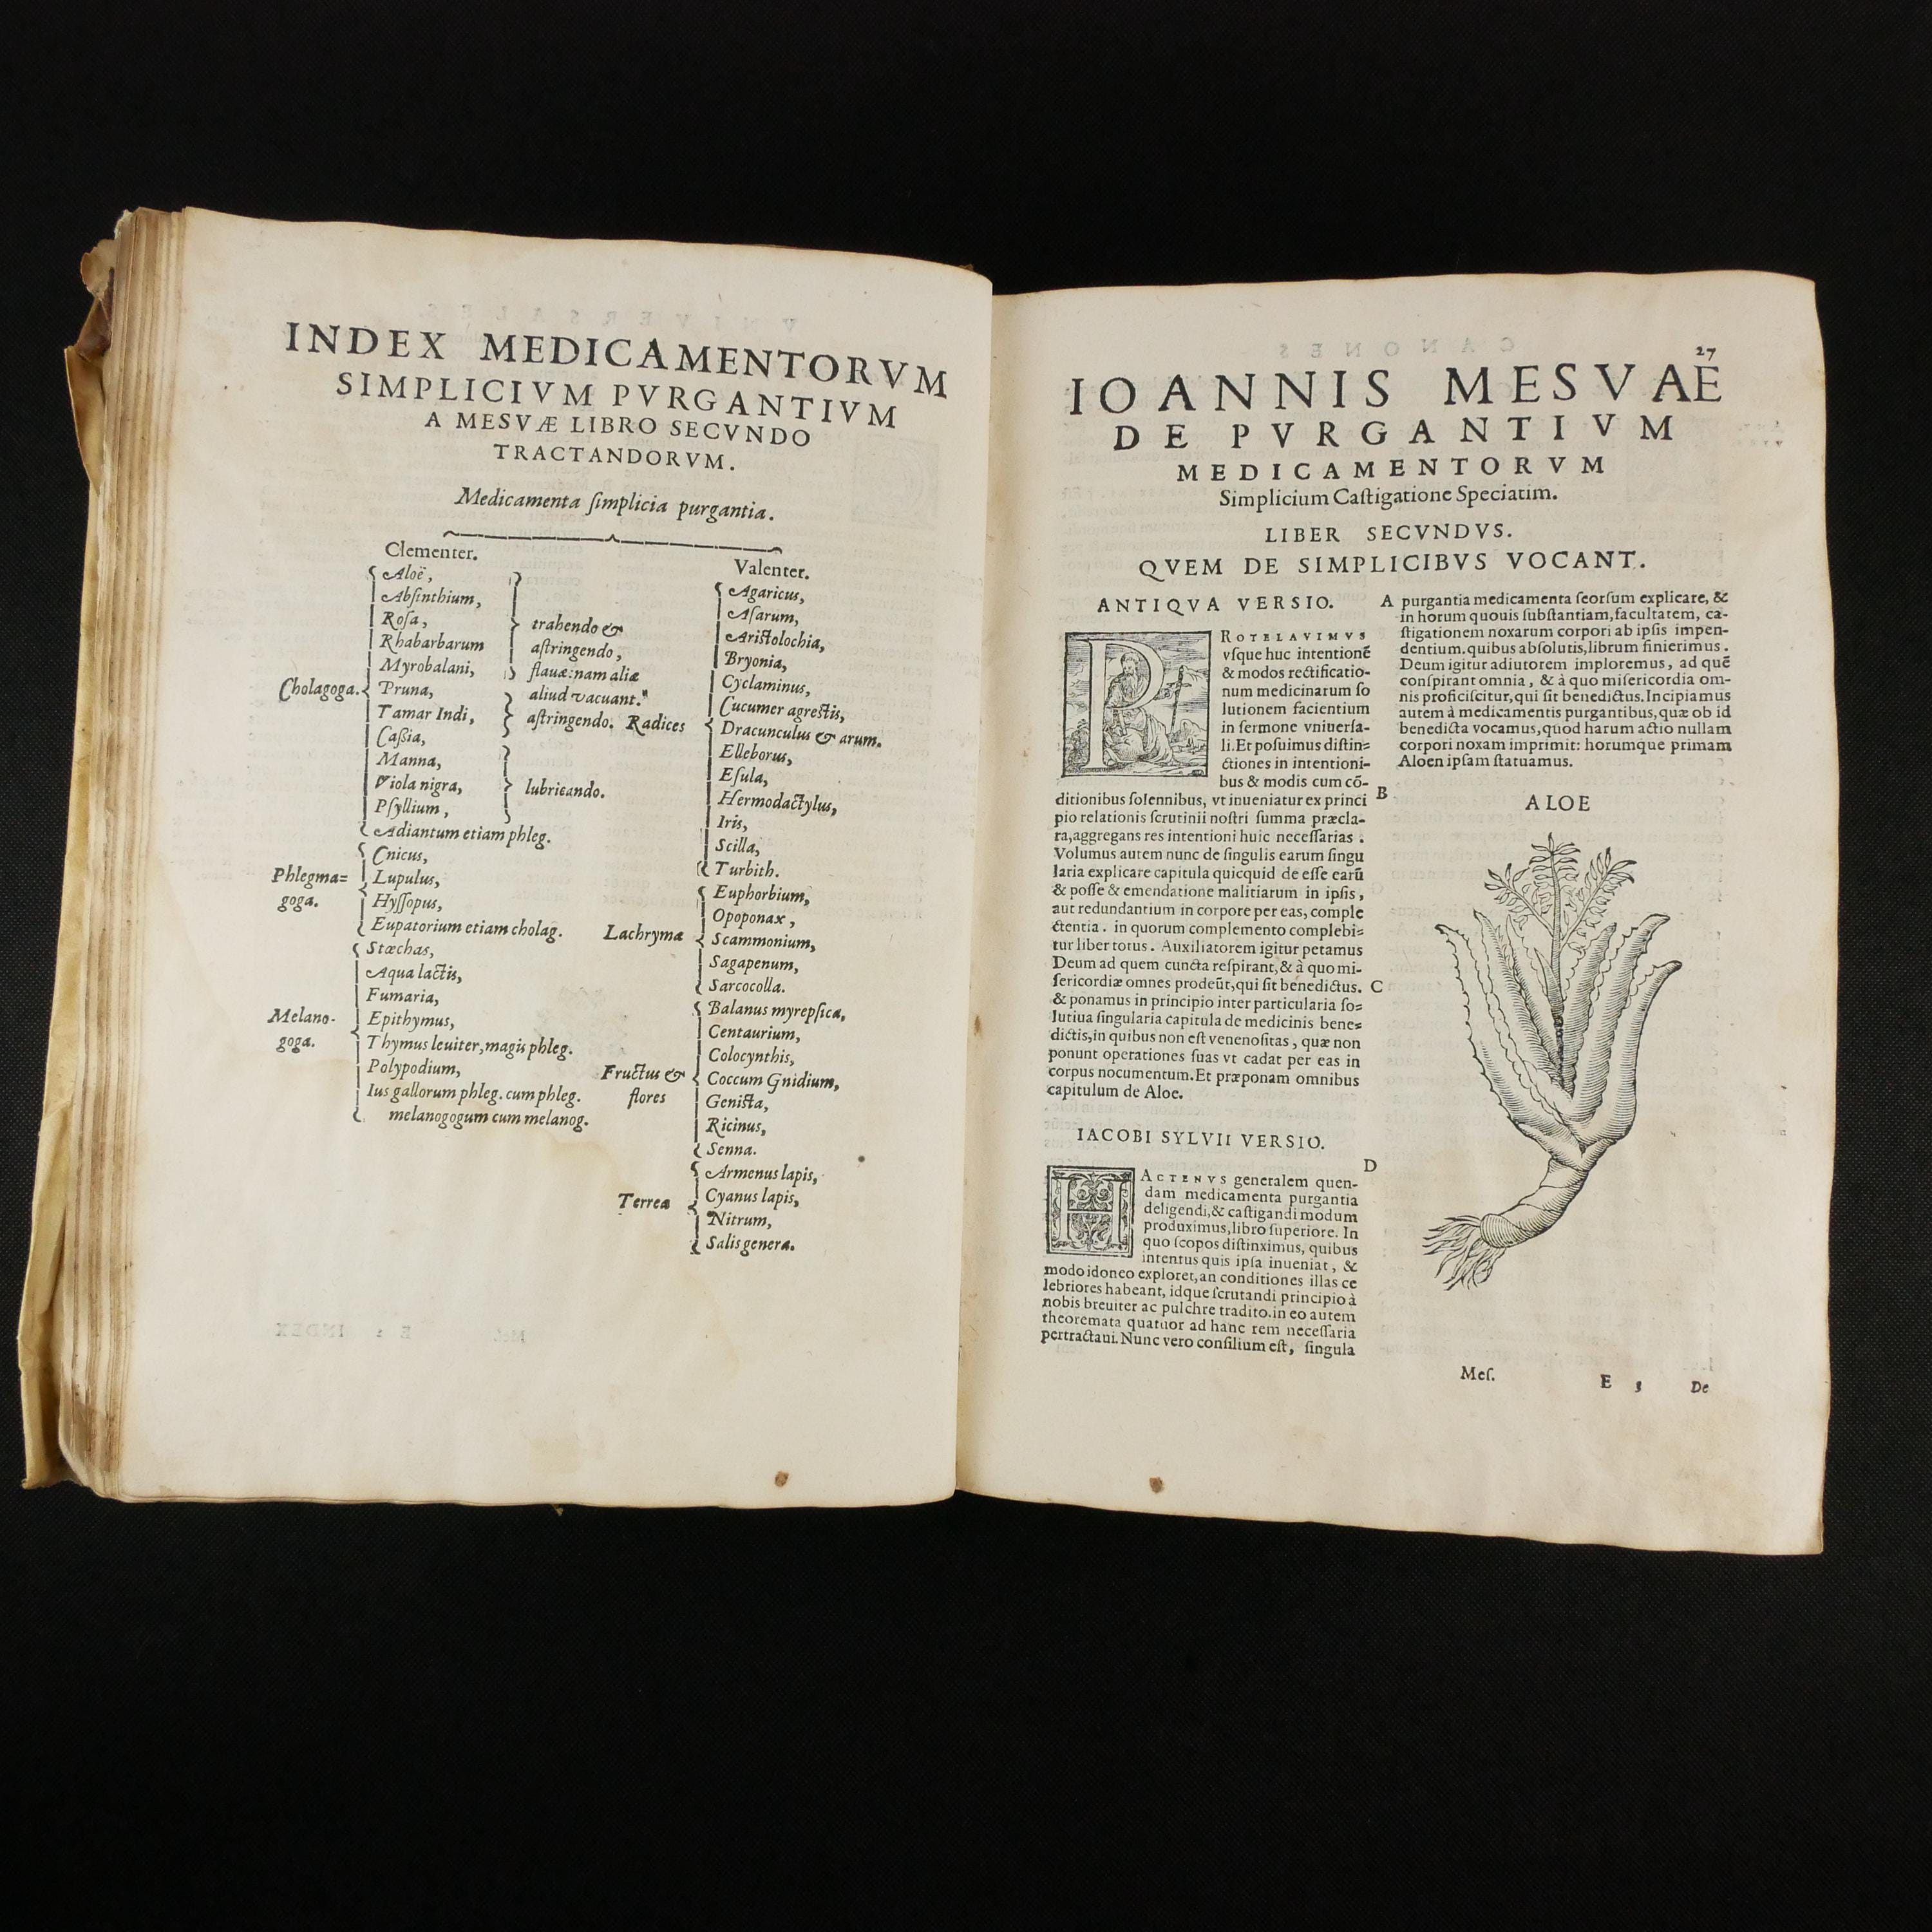 INDEX MEDICAMENTORVM
SIMPLICIVM PVRGANTIVM
A MESVÆ LIBRO SECVNDO
TRACTANDORVM.
Medicamenta ſimplicia purgantia.
Clementer.
Cholagoga.
Aloë,
Abſinthium,
Roſa,
Rhabarbarum
Myrobalani,
Pruna,
Tamar Indi,
Caßia,
Manna,
Viola nigra,
Pſyllium,
Adiantum etiam phleg.
trahendo &
aſtringendo,
flauæ: nam aliæ
aliud vacuant.
aſtringendo.
lubricando.
Phlegma=
goga.
Cnicus,
Lupulus,
Hyſſopus,
Eupatorium etiam cholag.
Melano-
goga.
Stœchas,
Aqua lactis,
Fumaria,
Epithymus,
Thymus leuiter, magis phleg.
Polypodium,
Ius gallorum phleg. cum phleg.
melanogogum cum melanog.
Valenter.
Radices
Agaricus,
Aſarum,
Ariſtolochia,
Bryonia,
Cyclaminus,
Cucumer agreſtis,
Dracunculus & arum.
Elleborus,
Eſula,
Hermodactylus,
Iris,
Scilla,
Turbith.
Lachrymæ
Euphorbium,
Opoponax,
Scammonium,
Sagapenum,
Sarcocolla.
Fructus &
flores
Balanus myrepſica,
Centaurium,
Colocynthis,
Coccum Gnidium,
Geniſta,
Ricinus,
Senna.
Terrea
Armenus lapis,
Cyanus lapis,
Nitrum,
Salis genera.
27
IOANNIS MESVAE
DE PVRGANTIVM
MEDICAMENTORVM
Simplicium Caſtigatione Speciatim.
LIBER SECVNDVS.
QVEM DE SIMPLICIBVS VOCANT.
ANTIQVA VERSIO.
PROTELAVIMVS
vſque huc intentionē
& modos rectificatio-
num medicinarum ſo
lutionem facientium
in ſermone vniuerſa-
li. Et poſuimus diſtin=
ctiones in intentioni-
bus & modis cum cō-
ditionibus ſolennibus, vt inueniatur ex princi
pio relationis ſcrutinii noſtri ſumma præcla-
ra, aggregans res intentioni huic neceſſarias.
Volumus autem nunc de ſingulis earum ſingu
laria explicare capitula quicquid de eſſe earū
& poſſe & emendatione malitiarum in ipſis,
aut redundantium in corpore per eas, comple
ctentia. in quorum complemento complebi=
tur liber totus. Auxiliatorem igitur petamus
Deum ad quem cuncta reſpirant, & à quo mi-
ſericordiæ omnes prodeūt, qui ſit benedictus.
& ponamus in principio inter particularia ſo=
lutiua ſingularia capitula de medicinis bene=
dictis, in quibus non eſt venenoſitas, quæ non
ponunt operationes ſuas vt cadat per eas in
corpus nocumentum. Et præponam omnibus
capitulum de Aloe.
IACOBI SYLVII VERSIO.
HACTENVS generalem quen-
dam medicamenta purgantia
deligendi, & caſtigandi modum
produximus, libro ſuperiore. In
quo ſcopos diſtinximus, quibus
intentus quis ipſa inueniat, &
modo idoneo exploret, an conditiones illas ce
lebriores habeant, idque ſcrutandi principio à
nobis breuiter ac pulchre tradito. in eo autem
theoremata quatuor ad hanc rem neceſſaria
pertractaui. Nunc vero conſilium eſt, ſingula
A
B
C
D
purgantia medicamenta ſeorſum explicare, &
in horum quouis ſubſtantiam, facultatem, ca-
ſtigationem noxarum corpori ab ipſis impen-
dentium. quibus abſolutis, librum finierimus.
Deum igitur adiutorem imploremus, ad quē
conſpirant omnia, & à quo miſericordia om-
nis proficiſcitur, qui ſit benedictus. Incipiamus
autem à medicamentis purgantibus, quæ ob id
benedicta vocamus, quòd harum actio nullam
corpori noxam imprimit: horumque primam
Aloen ipſam ſtatuamus.
ALOE
Meſ.
E 3
De